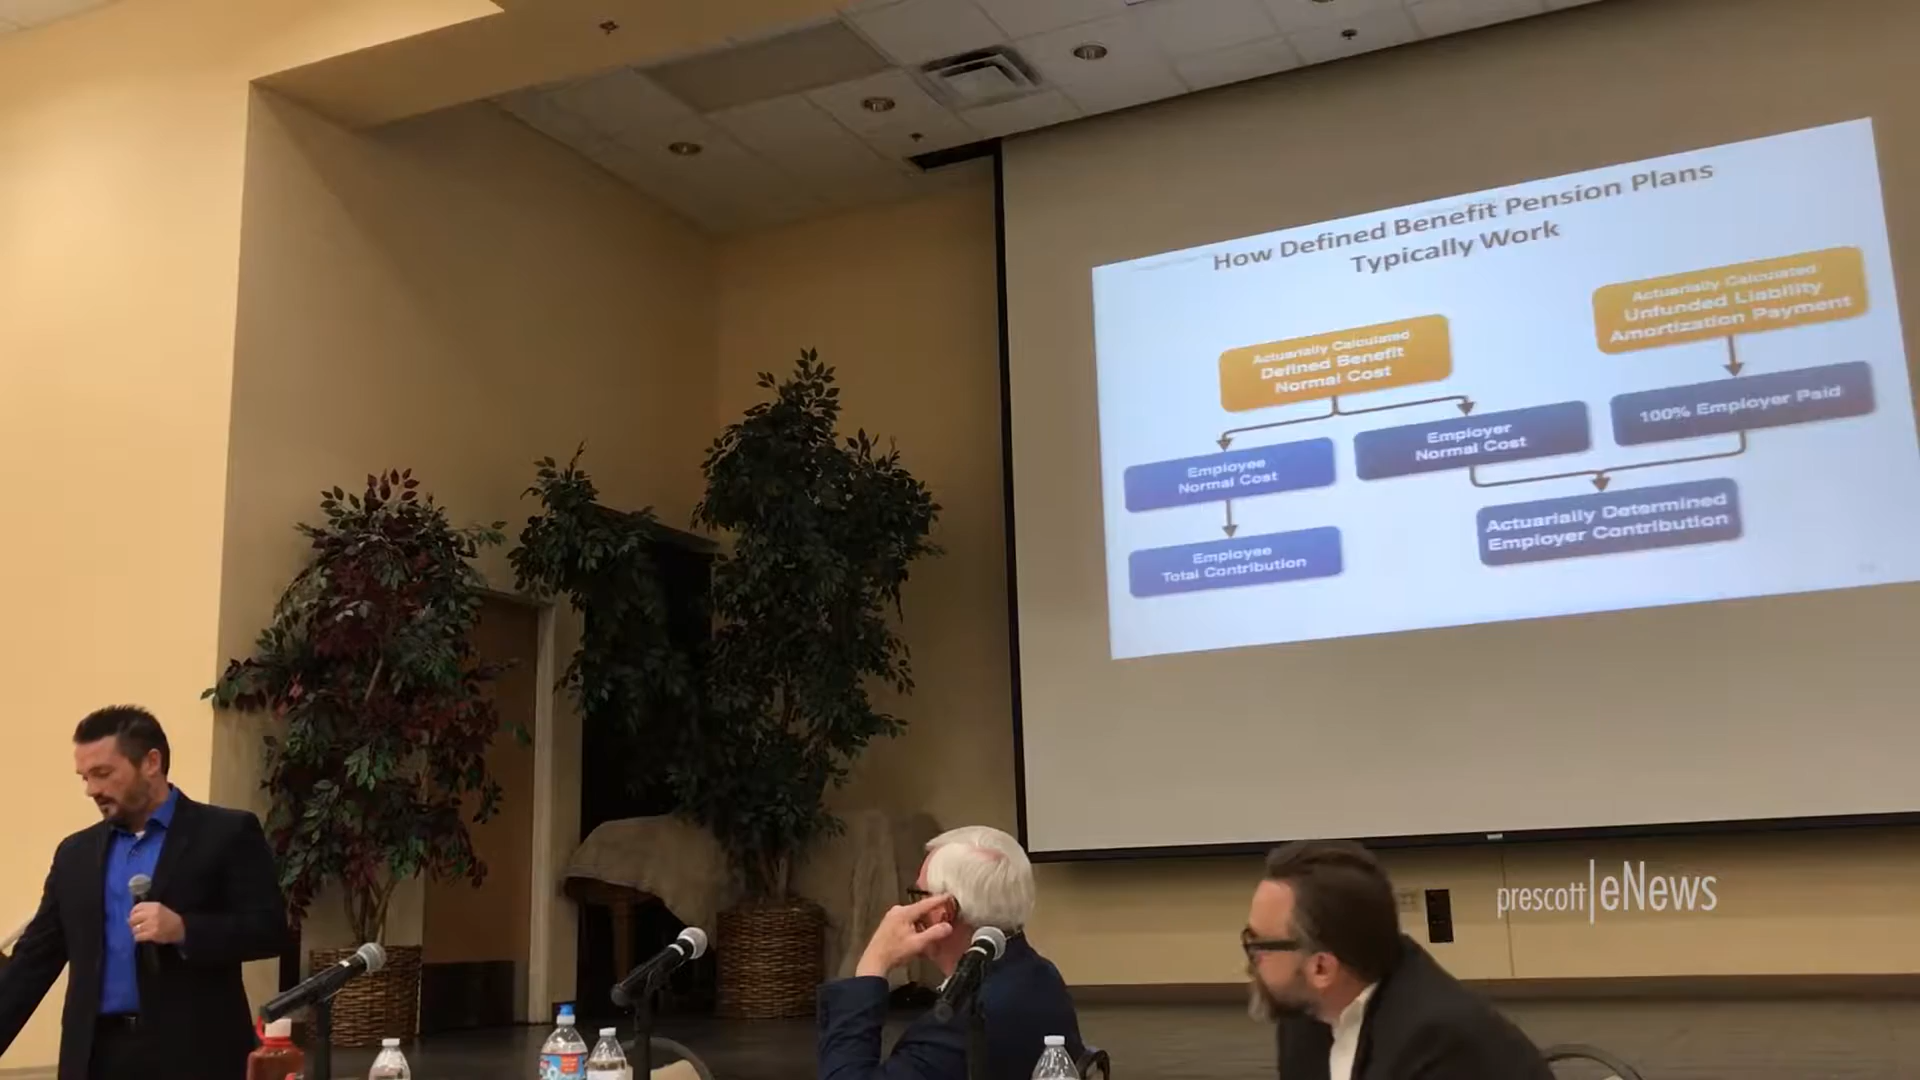 How Defined Benefit Pension Plans
Typically Work
Actuarially Calculated
Defined Benefit
Normal Cost
Actuarially Calculated
Unfunded Liability
Amortization Payment
Employee
Normal Cost
Employer
Normal Cost
100% Employer Paid
Employee
Total Contribution
Actuarially Determined
Employer Contribution
prescott|eNews